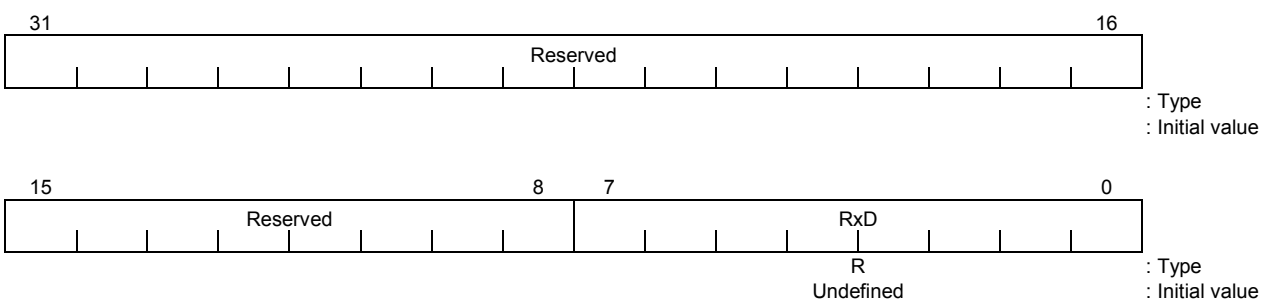 31 16
Reserved
: Type
: Initial value
15 8 7 0
Reserved RxD
R : Type
Undefined : Initial value